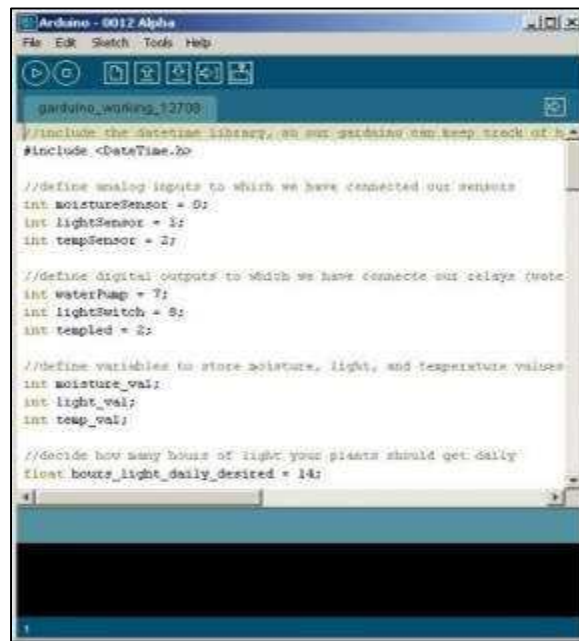 Arduino - 0012 Alpha
File Edit Sketch Tools Help
garduino_working_12708
//include the datetime library, so our garduino can keep track of h
#include <DateTime.h>
//define analog inputs to which we have connected our sensors
int moistureSensor = 0;
int lightSensor = 1;
int tempSensor = 2;
//define digital outputs to which we have connecte our relays (wate
int waterPump = 7;
int lightSwitch = 8;
int templed = 2;
//define variables to store moisture, light, and temperature values
int moisture_val;
int light_val;
int temp_val;
//decide how many hours of light your plants should get daily
float hours_light_daily_desired = 14;
1